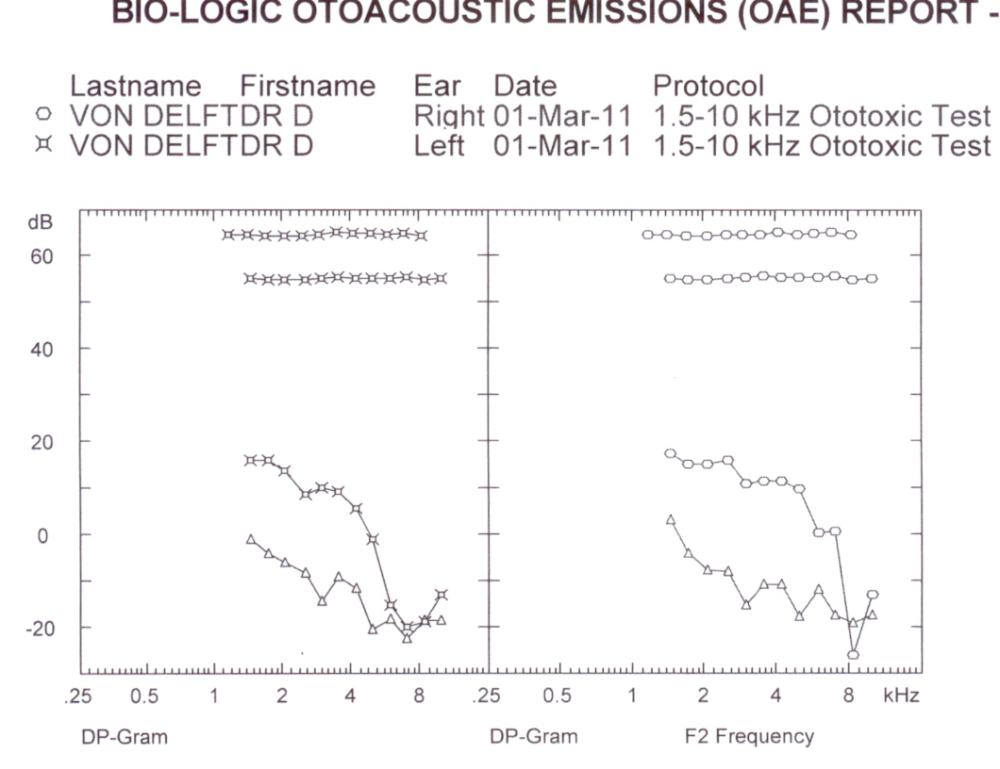 BIO-LOGIC OTOACOUSTIC EMISSIONS (OAE) REPORT -
Lastname Firstname Ear Date Protocol
VON DELFTDR D Right 01-Mar-11 1.5-10 kHz Ototoxic Test
VON DELFTDR D Left 01-Mar-11 1.5-10 kHz Ototoxic Test
dB
60
40
20
0
-20
.25 0.5 1 2 4 8 .25 0.5 1 2 4 8 kHz
DP-Gram DP-Gram F2 Frequency